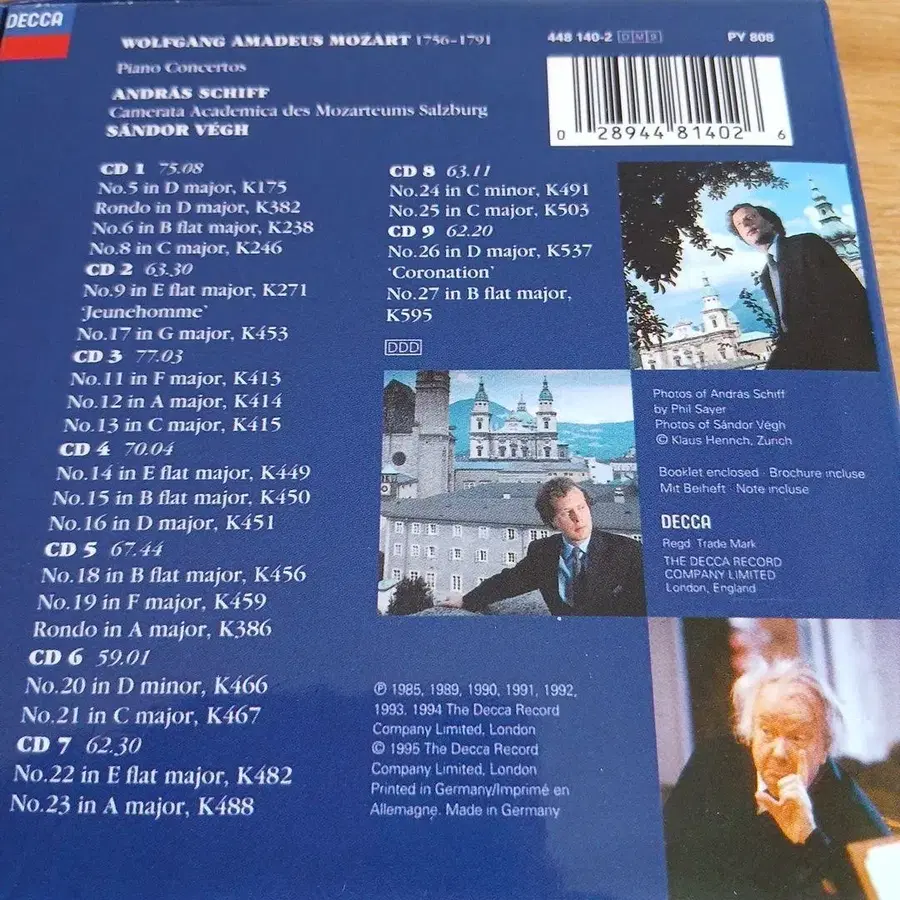 DECCA
WOLFGANG AMADEUS MOZART 1756-1791
Piano Concertos
ANDRÁS SCHIFF
Camerata Academica des Mozarteums Salzburg
SÁNDOR VÉGH
448 140-2 DM9 PY 808
0 28944 81402 6
CD 1 75.08
No.5 in D major, K175
Rondo in D major, K382
No.6 in B flat major, K238
No.8 in C major, K246
CD 2 63.30
No.9 in E flat major, K271
'Jeunehomme'
No.17 in G major, K453
CD 3 77.03
No.11 in F major, K413
No.12 in A major, K414
No.13 in C major, K415
CD 4 70.04
No.14 in E flat major, K449
No.15 in B flat major, K450
No.16 in D major, K451
CD 5 67.44
No.18 in B flat major, K456
No.19 in F major, K459
Rondo in A major, K386
CD 6 59.01
No.20 in D minor, K466
No.21 in C major, K467
CD 7 62.30
No.22 in E flat major, K482
No.23 in A major, K488
CD 8 63.11
No.24 in C minor, K491
No.25 in C major, K503
CD 9 62.20
No.26 in D major, K537
'Coronation'
No.27 in B flat major,
K595
DDD
Photos of András Schiff
by Phil Sayer
Photos of Sándor Végh
© Klaus Hennch, Zurich
Booklet enclosed · Brochure incluse
Mit Beiheft · Note incluse
DECCA
Regd. Trade Mark
THE DECCA RECORD
COMPANY LIMITED
London, England
℗ 1985, 1989, 1990, 1991, 1992,
1993, 1994 The Decca Record
Company Limited, London
© 1995 The Decca Record
Company Limited, London
Printed in Germany/Imprimé en
Allemagne. Made in Germany